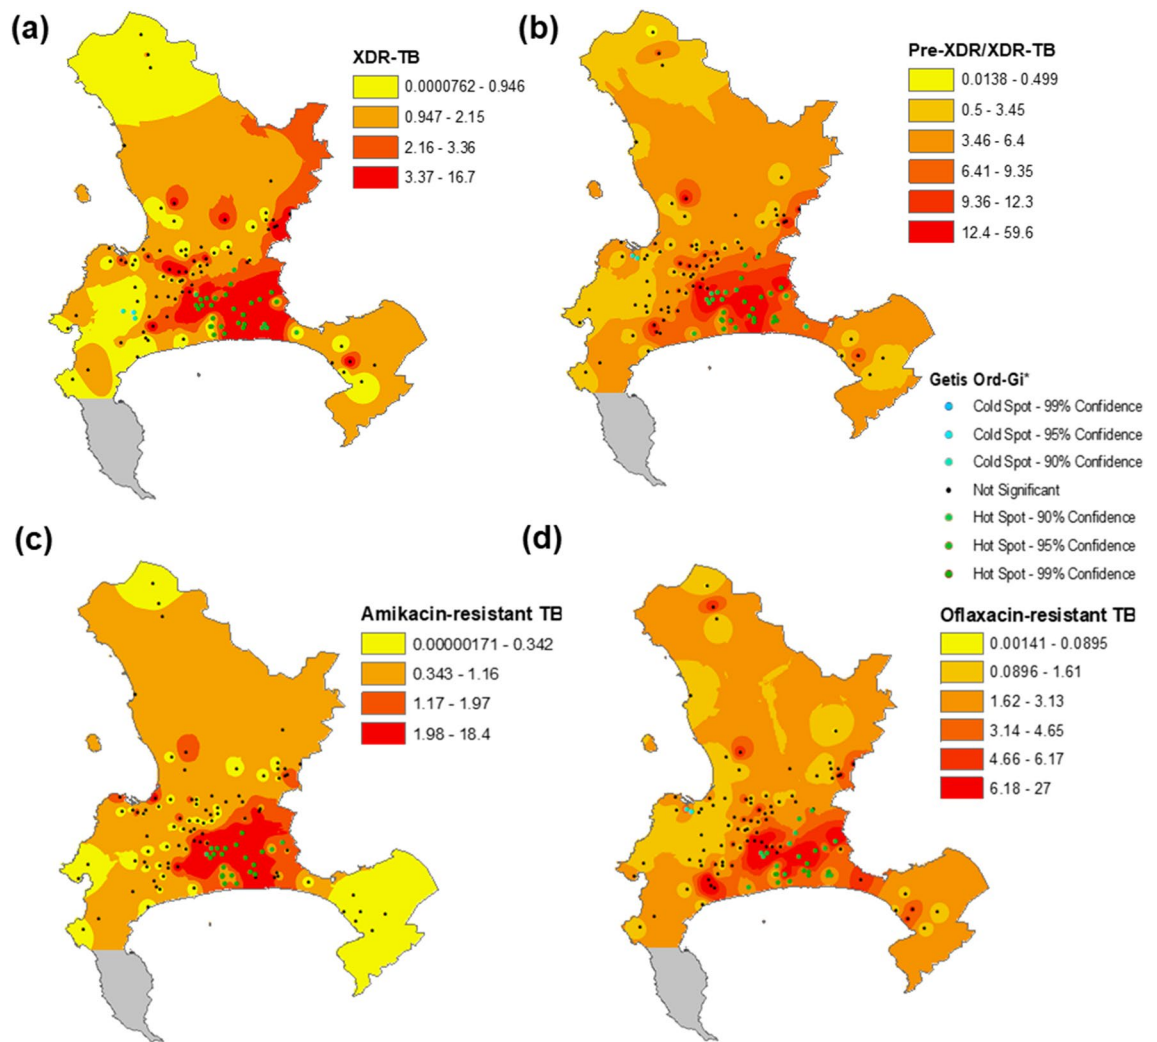 (a)
XDR-TB
0.0000762 - 0.946
0.947 - 2.15
2.16 - 3.36
3.37 - 16.7
(b)
Pre-XDR/XDR-TB
0.0138 - 0.499
0.5 - 3.45
3.46 - 6.4
6.41 - 9.35
9.36 - 12.3
12.4 - 59.6
Getis Ord-Gi*
Cold Spot - 99% Confidence
Cold Spot - 95% Confidence
Cold Spot - 90% Confidence
Not Significant
Hot Spot - 90% Confidence
Hot Spot - 95% Confidence
Hot Spot - 99% Confidence
(c)
Amikacin-resistant TB
0.00000171 - 0.342
0.343 - 1.16
1.17 - 1.97
1.98 - 18.4
(d)
Oflaxacin-resistant TB
0.00141 - 0.0895
0.0896 - 1.61
1.62 - 3.13
3.14 - 4.65
4.66 - 6.17
6.18 - 27